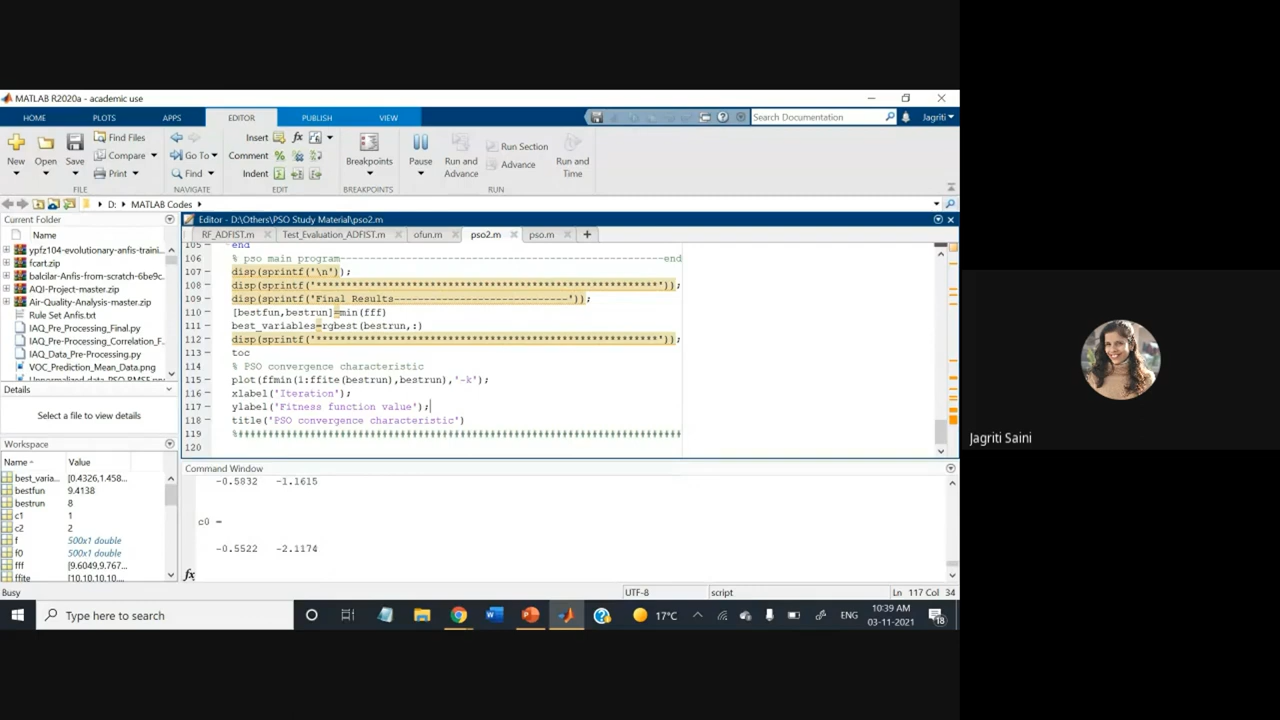 MATLAB R2020a - academic use
HOME PLOTS APPS EDITOR PUBLISH VIEW Search Documentation Jagriti
New Open Save Find Files Compare Print Go To Find Insert fx Comment Indent Breakpoints Pause Run and Advance Run Section Advance Run and Time
FILE NAVIGATE EDIT BREAKPOINTS RUN
D: MATLAB Codes
Current Folder
Name
ypfz104-evolutionary-anfis-traini...
fcart.zip
balcilar-Anfis-from-scratch-6be9c...
AQI-Project-master.zip
Air-Quality-Analysis-master.zip
Rule Set Anfis.txt
IAQ_Pre_Processing_Final.py
IAQ_Pre_Processing_Correlation_F...
IAQ_Data_Pre-Processing.py
VOC_Prediction_Mean_Data.png
Details
Select a file to view details
Workspace
Name Value
best_varia... [0.4326,1.458...
bestfun 9.4138
bestrun 8
c1 1
c2 2
f 500x1 double
f0 500x1 double
fff [9.6049,9.767...
ffite [10,10,10,10,...
Editor - D:\Others\PSO Study Material\pso2.m
RF_ADFIST.m Test_Evaluation_ADFIST.m ofun.m pso2.m pso.m
105 end
106 % pso main program------------------------------------------------------end
107 disp(sprintf('\n'));
108 disp(sprintf('*********************************************************'));
109 disp(sprintf('Final Results-----------------------------'));
110 [bestfun,bestrun]=min(fff)
111 best_variables=rgbest(bestrun,:)
112 disp(sprintf('*********************************************************'));
113 toc
114 % PSO convergence characteristic
115 plot(ffmin(1:ffite(bestrun),bestrun),'-k');
116 xlabel('Iteration');
117 ylabel('Fitness function value');
118 title('PSO convergence characteristic')
119 %##########################################################################
120
Command Window
-0.5832 -1.1615
c0 =
-0.5522 -2.1174
fx
Busy UTF-8 script Ln 117 Col 34
Type here to search 17°C ENG 10:39 AM
03-11-2021 18
Jagriti Saini